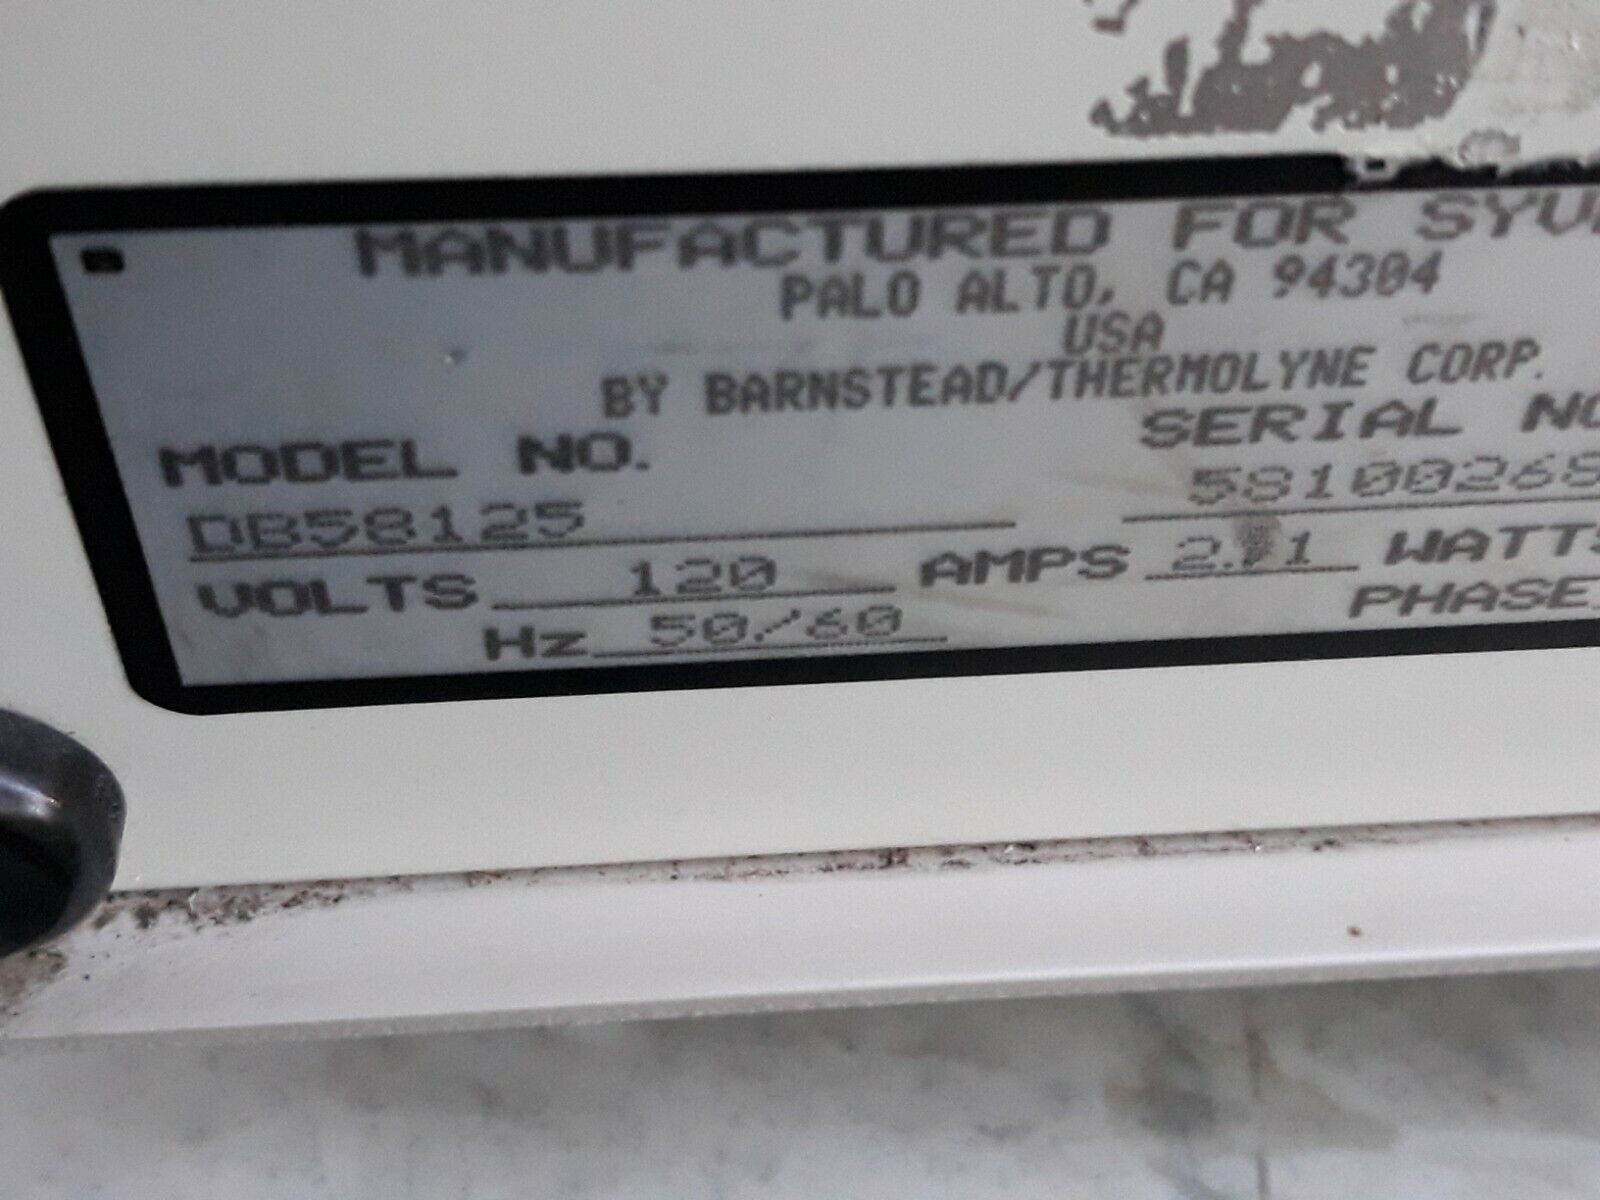 MANUFACTURED FOR
PALO ALTO, CA 94304
USA
BY BARNSTEAD/THERMOLYNE CORP.
MODEL NO. SERIAL
DB58125
VOLTS 120 AMPS WATTS
Hz 50/60 PHASE